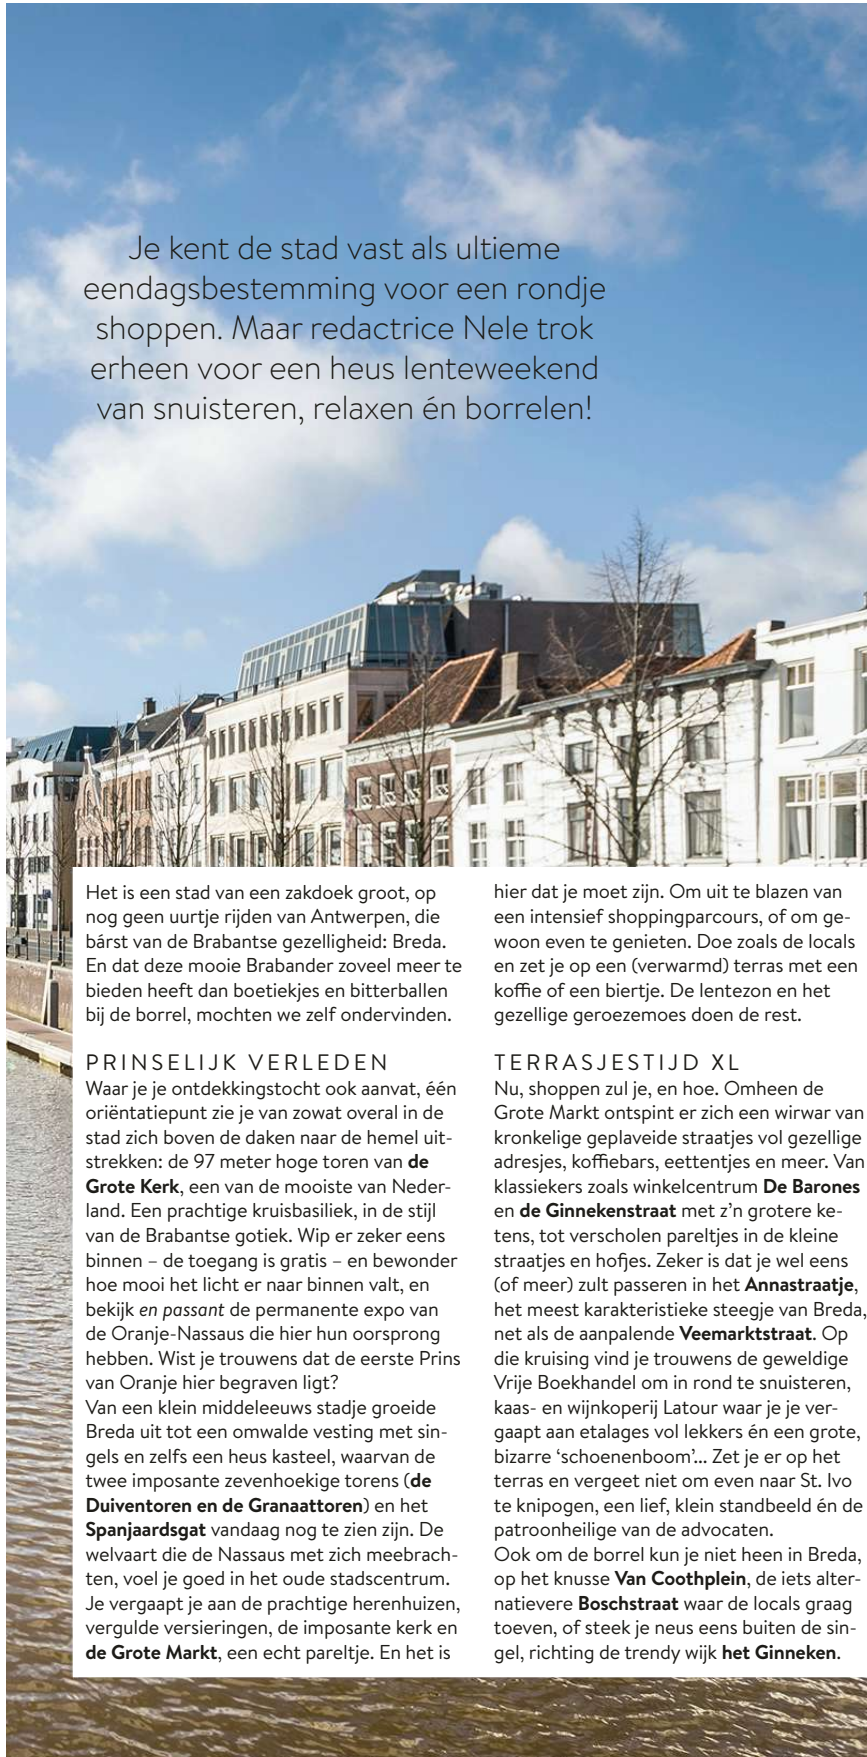 Je kent de stad vast als ultieme
eendagsbestemming voor een rondje
shoppen. Maar redactrice Nele trok
erheen voor een heus lenteweekend
van snuisteren, relaxen én borrelen!
Het is een stad van een zakdoek groot, op
nog geen uurtje rijden van Antwerpen, die
bárst van de Brabantse gezelligheid: Breda.
En dat deze mooie Brabander zoveel meer te
bieden heeft dan boetiekjes en bitterballen
bij de borrel, mochten we zelf ondervinden.
PRINSELIJK VERLEDEN
Waar je je ontdekkingstocht ook aanvat, één
oriëntatiepunt zie je van zowat overal in de
stad zich boven de daken naar de hemel uit-
strekken: de 97 meter hoge toren van de
Grote Kerk, een van de mooiste van Neder-
land. Een prachtige kruisbasiliek, in de stijl
van de Brabantse gotiek. Wip er zeker eens
binnen – de toegang is gratis – en bewonder
hoe mooi het licht er naar binnen valt, en
bekijk en passant de permanente expo van
de Oranje-Nassaus die hier hun oorsprong
hebben. Wist je trouwens dat de eerste Prins
van Oranje hier begraven ligt?
Van een klein middeleeuws stadje groeide
Breda uit tot een omwalde vesting met sin-
gels en zelfs een heus kasteel, waarvan de
twee imposante zevenhoekige torens (de
Duiventoren en de Granaattoren) en het
Spanjaardsgat vandaag nog te zien zijn. De
welvaart die de Nassaus met zich meebrach-
ten, voel je goed in het oude stadscentrum.
Je vergaapt je aan de prachtige herenhuizen,
vergulde versieringen, de imposante kerk en
de Grote Markt, een echt pareltje. En het is
hier dat je moet zijn. Om uit te blazen van
een intensief shoppingparcours, of om ge-
woon even te genieten. Doe zoals de locals
en zet je op een (verwarmd) terras met een
koffie of een biertje. De lentezon en het
gezellige geroezemoes doen de rest.
TERRASJESTIJD XL
Nu, shoppen zul je, en hoe. Omheen de
Grote Markt ontspint er zich een wirwar van
kronkelige geplaveide straatjes vol gezellige
adresjes, koffiebars, eettentjes en meer. Van
klassiekers zoals winkelcentrum De Barones
en de Ginnekenstraat met z'n grotere ke-
tens, tot verscholen pareltjes in de kleine
straatjes en hofjes. Zeker is dat je wel eens
(of meer) zult passeren in het Annastraatje,
het meest karakteristieke steegje van Breda,
net als de aanpalende Veemarktstraat. Op
die kruising vind je trouwens de geweldige
Vrije Boekhandel om in rond te snuisteren,
kaas- en wijnkoperij Latour waar je je ver-
gaapt aan etalages vol lekkers én een grote,
bizarre ‘schoenenboom’... Zet je er op het
terras en vergeet niet om even naar St. Ivo
te knipogen, een lief, klein standbeeld én de
patroonheilige van de advocaten.
Ook om de borrel kun je niet heen in Breda,
op het knusse Van Coothplein, de iets alter-
natievere Boschstraat waar de locals graag
toeven, of steek je neus eens buiten de sin-
gel, richting de trendy wijk het Ginneken.